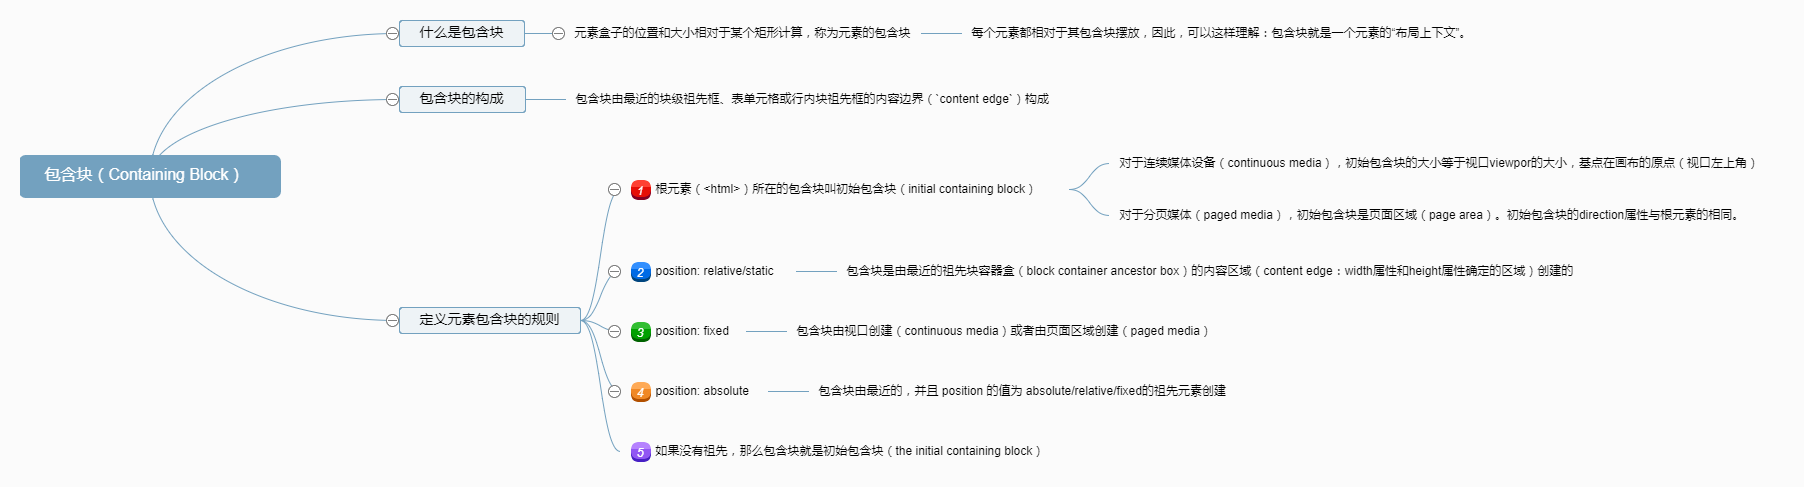 什么是包含块
元素盒子的位置和大小相对于某个矩形计算，称为元素的包含块
每个元素都相对于其包含块摆放，因此，可以这样理解：包含块就是一个元素的“布局上下文”。
包含块的构成
包含块由最近的块级祖先框、表单元格或行内块祖先框的内容边界（`content edge`）构成
包含块（Containing Block）
定义元素包含块的规则
1 根元素（<html>）所在的包含块叫初始包含块（initial containing block）
对于连续媒体设备（continuous media），初始包含块的大小等于视口viewpor的大小，基点在画布的原点（视口左上角）
对于分页媒体（paged media），初始包含块是页面区域（page area）。初始包含块的direction属性与根元素的相同。
2 position: relative/static
包含块是由最近的祖先块容器盒（block container ancestor box）的内容区域（content edge：width属性和height属性确定的区域）创建的
3 position: fixed
包含块由视口创建（continuous media）或者由页面区域创建（paged media）
4 position: absolute
包含块由最近的，并且 position 的值为 absolute/relative/fixed的祖先元素创建
5 如果没有祖先，那么包含块就是初始包含块（the initial containing block）